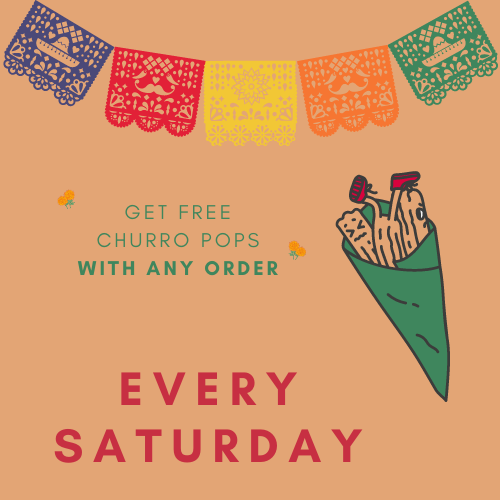 GET FREE
CHURRO POPS
WITH ANY ORDER
EVERY
SATURDAY